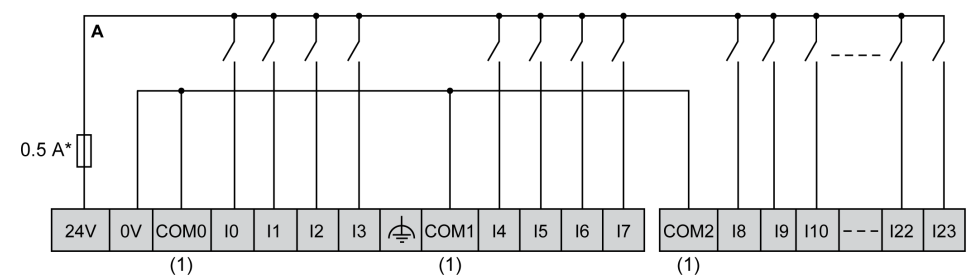 A
0.5 A*
24V 0V COM0 I0 I1 I2 I3 COM1 I4 I5 I6 I7 COM2 I8 I9 I10 I22 I23
(1) (1) (1)